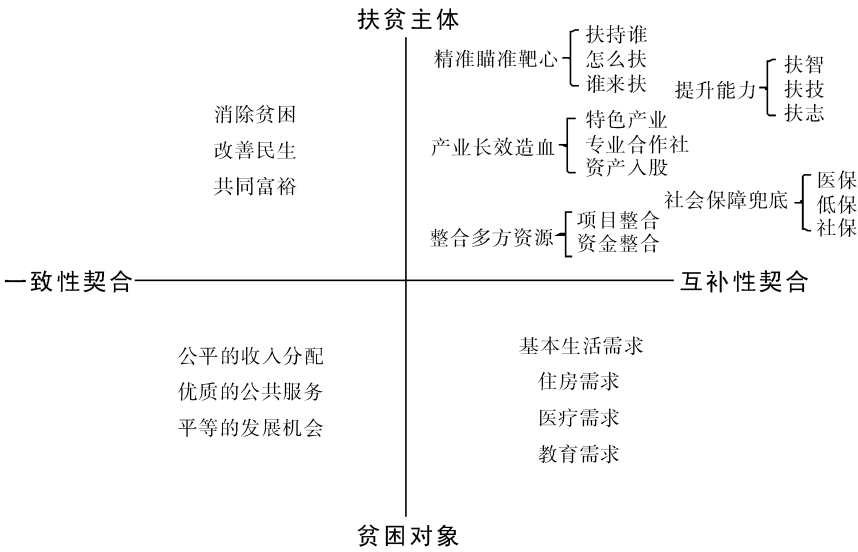 扶贫主体
消除贫困
改善民生
共同富裕
精准瞄准靶心
扶持谁
怎么扶
谁来扶
提升能力
扶智
扶技
扶志
产业长效造血
特色产业
专业合作社
资产入股
社会保障兜底
医保
低保
社保
整合多方资源
项目整合
资金整合
一致性契合
互补性契合
公平的收入分配
优质的公共服务
平等的发展机会
基本生活需求
住房需求
医疗需求
教育需求
贫困对象